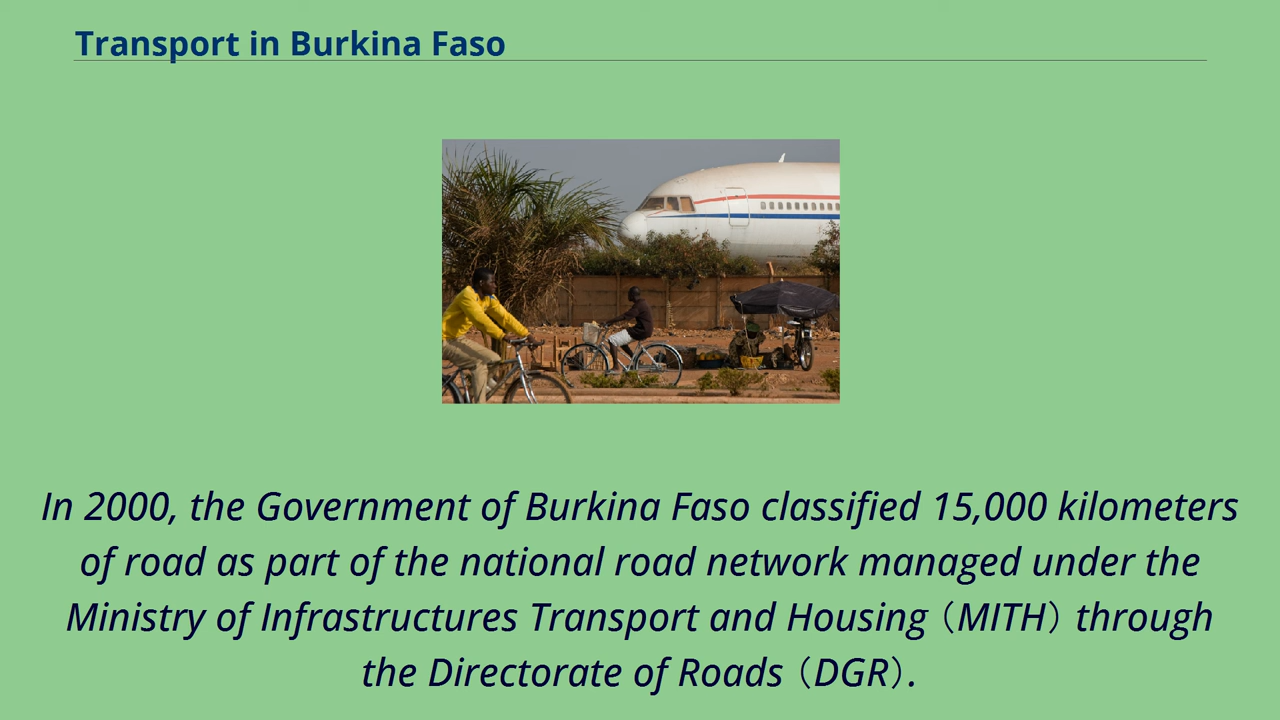 Transport in Burkina Faso
In 2000, the Government of Burkina Faso classified 15,000 kilometers
of road as part of the national road network managed under the
Ministry of Infrastructures Transport and Housing（MITH）through
the Directorate of Roads（DGR）.